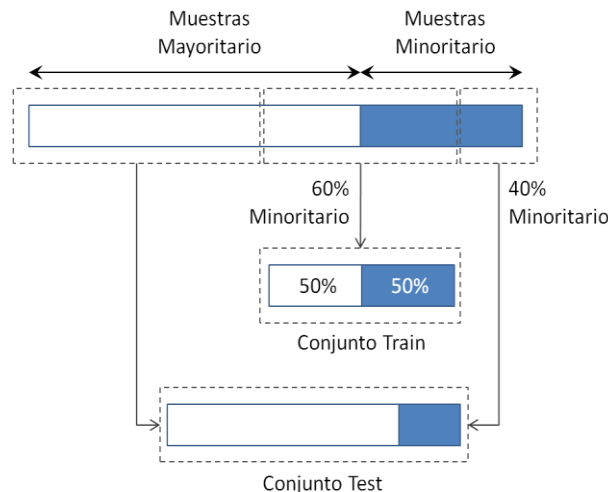 Muestras
Mayoritario
Muestras
Minoritario
60%
Minoritario
40%
Minoritario
50%
50%
Conjunto Train
Conjunto Test